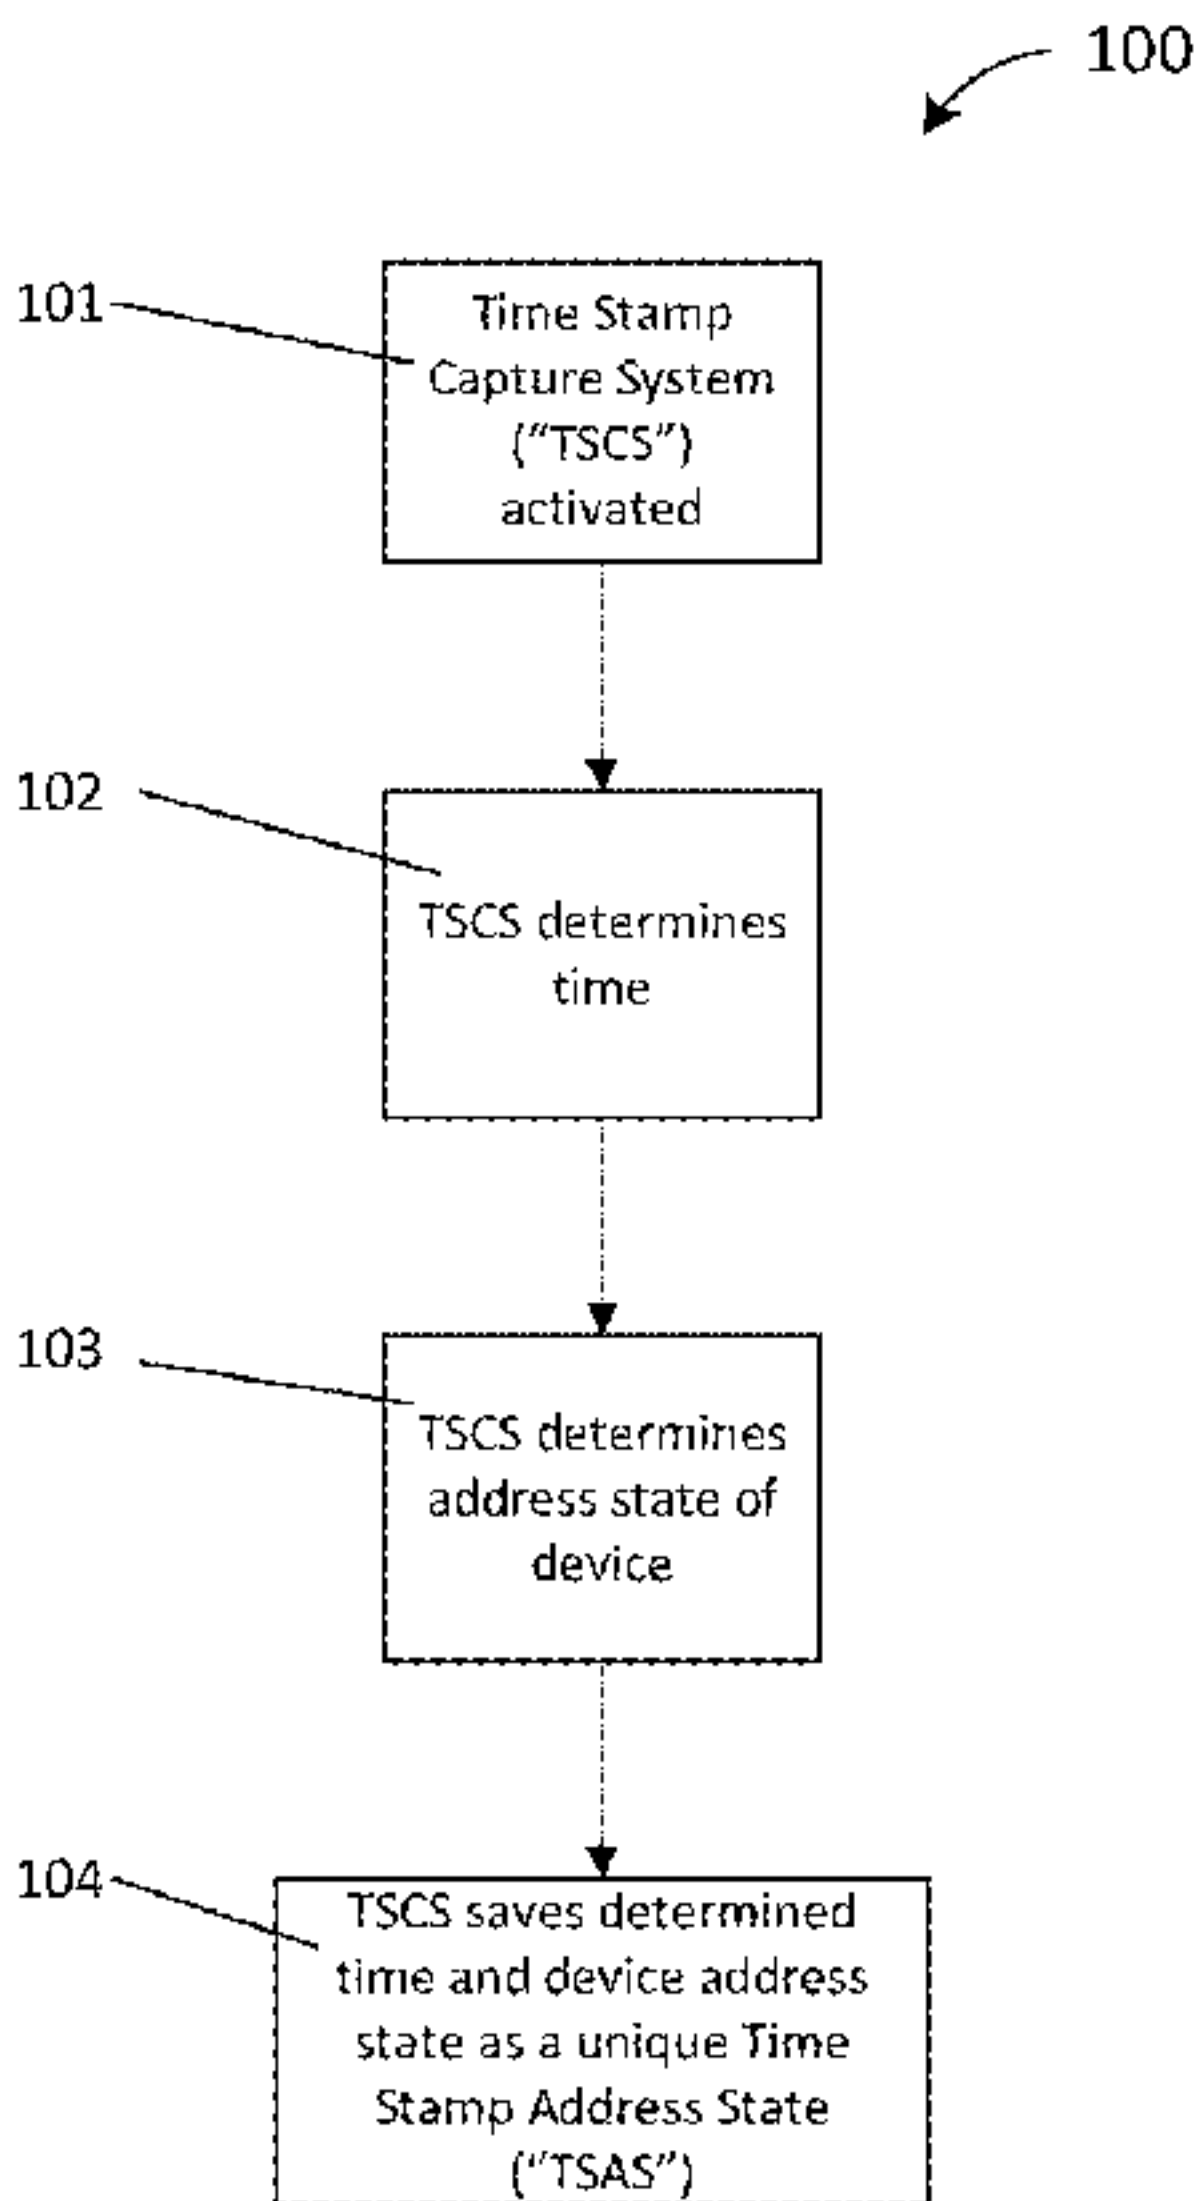 100
101
Time Stamp
Capture System
(“TSCS”)
activated
102
TSCS determines
time
103
TSCS determines
address state of
device
104
TSCS saves determined
time and device address
state as a unique Time
Stamp Address State
(“TSAS”)